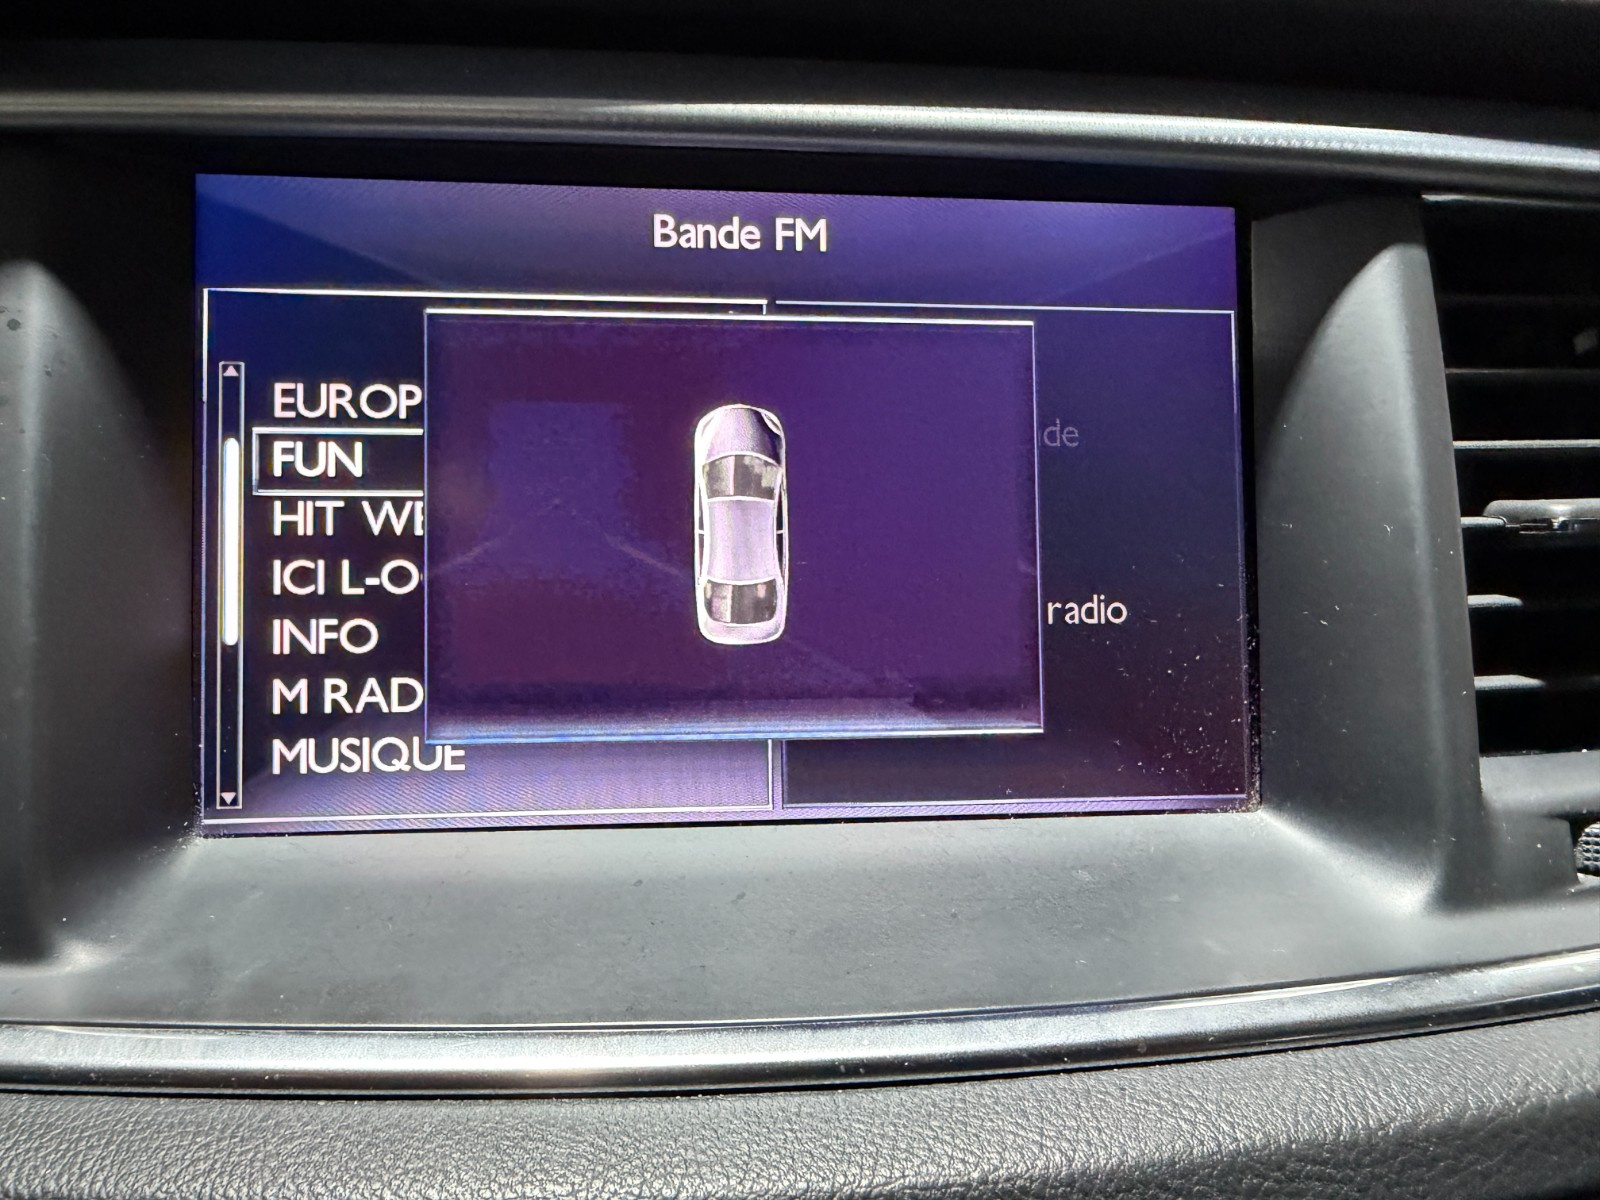 Bande FM
EUROP
FUN
HIT WE
ICI L-O
INFO
M RAD
MUSIQUE
de
radio